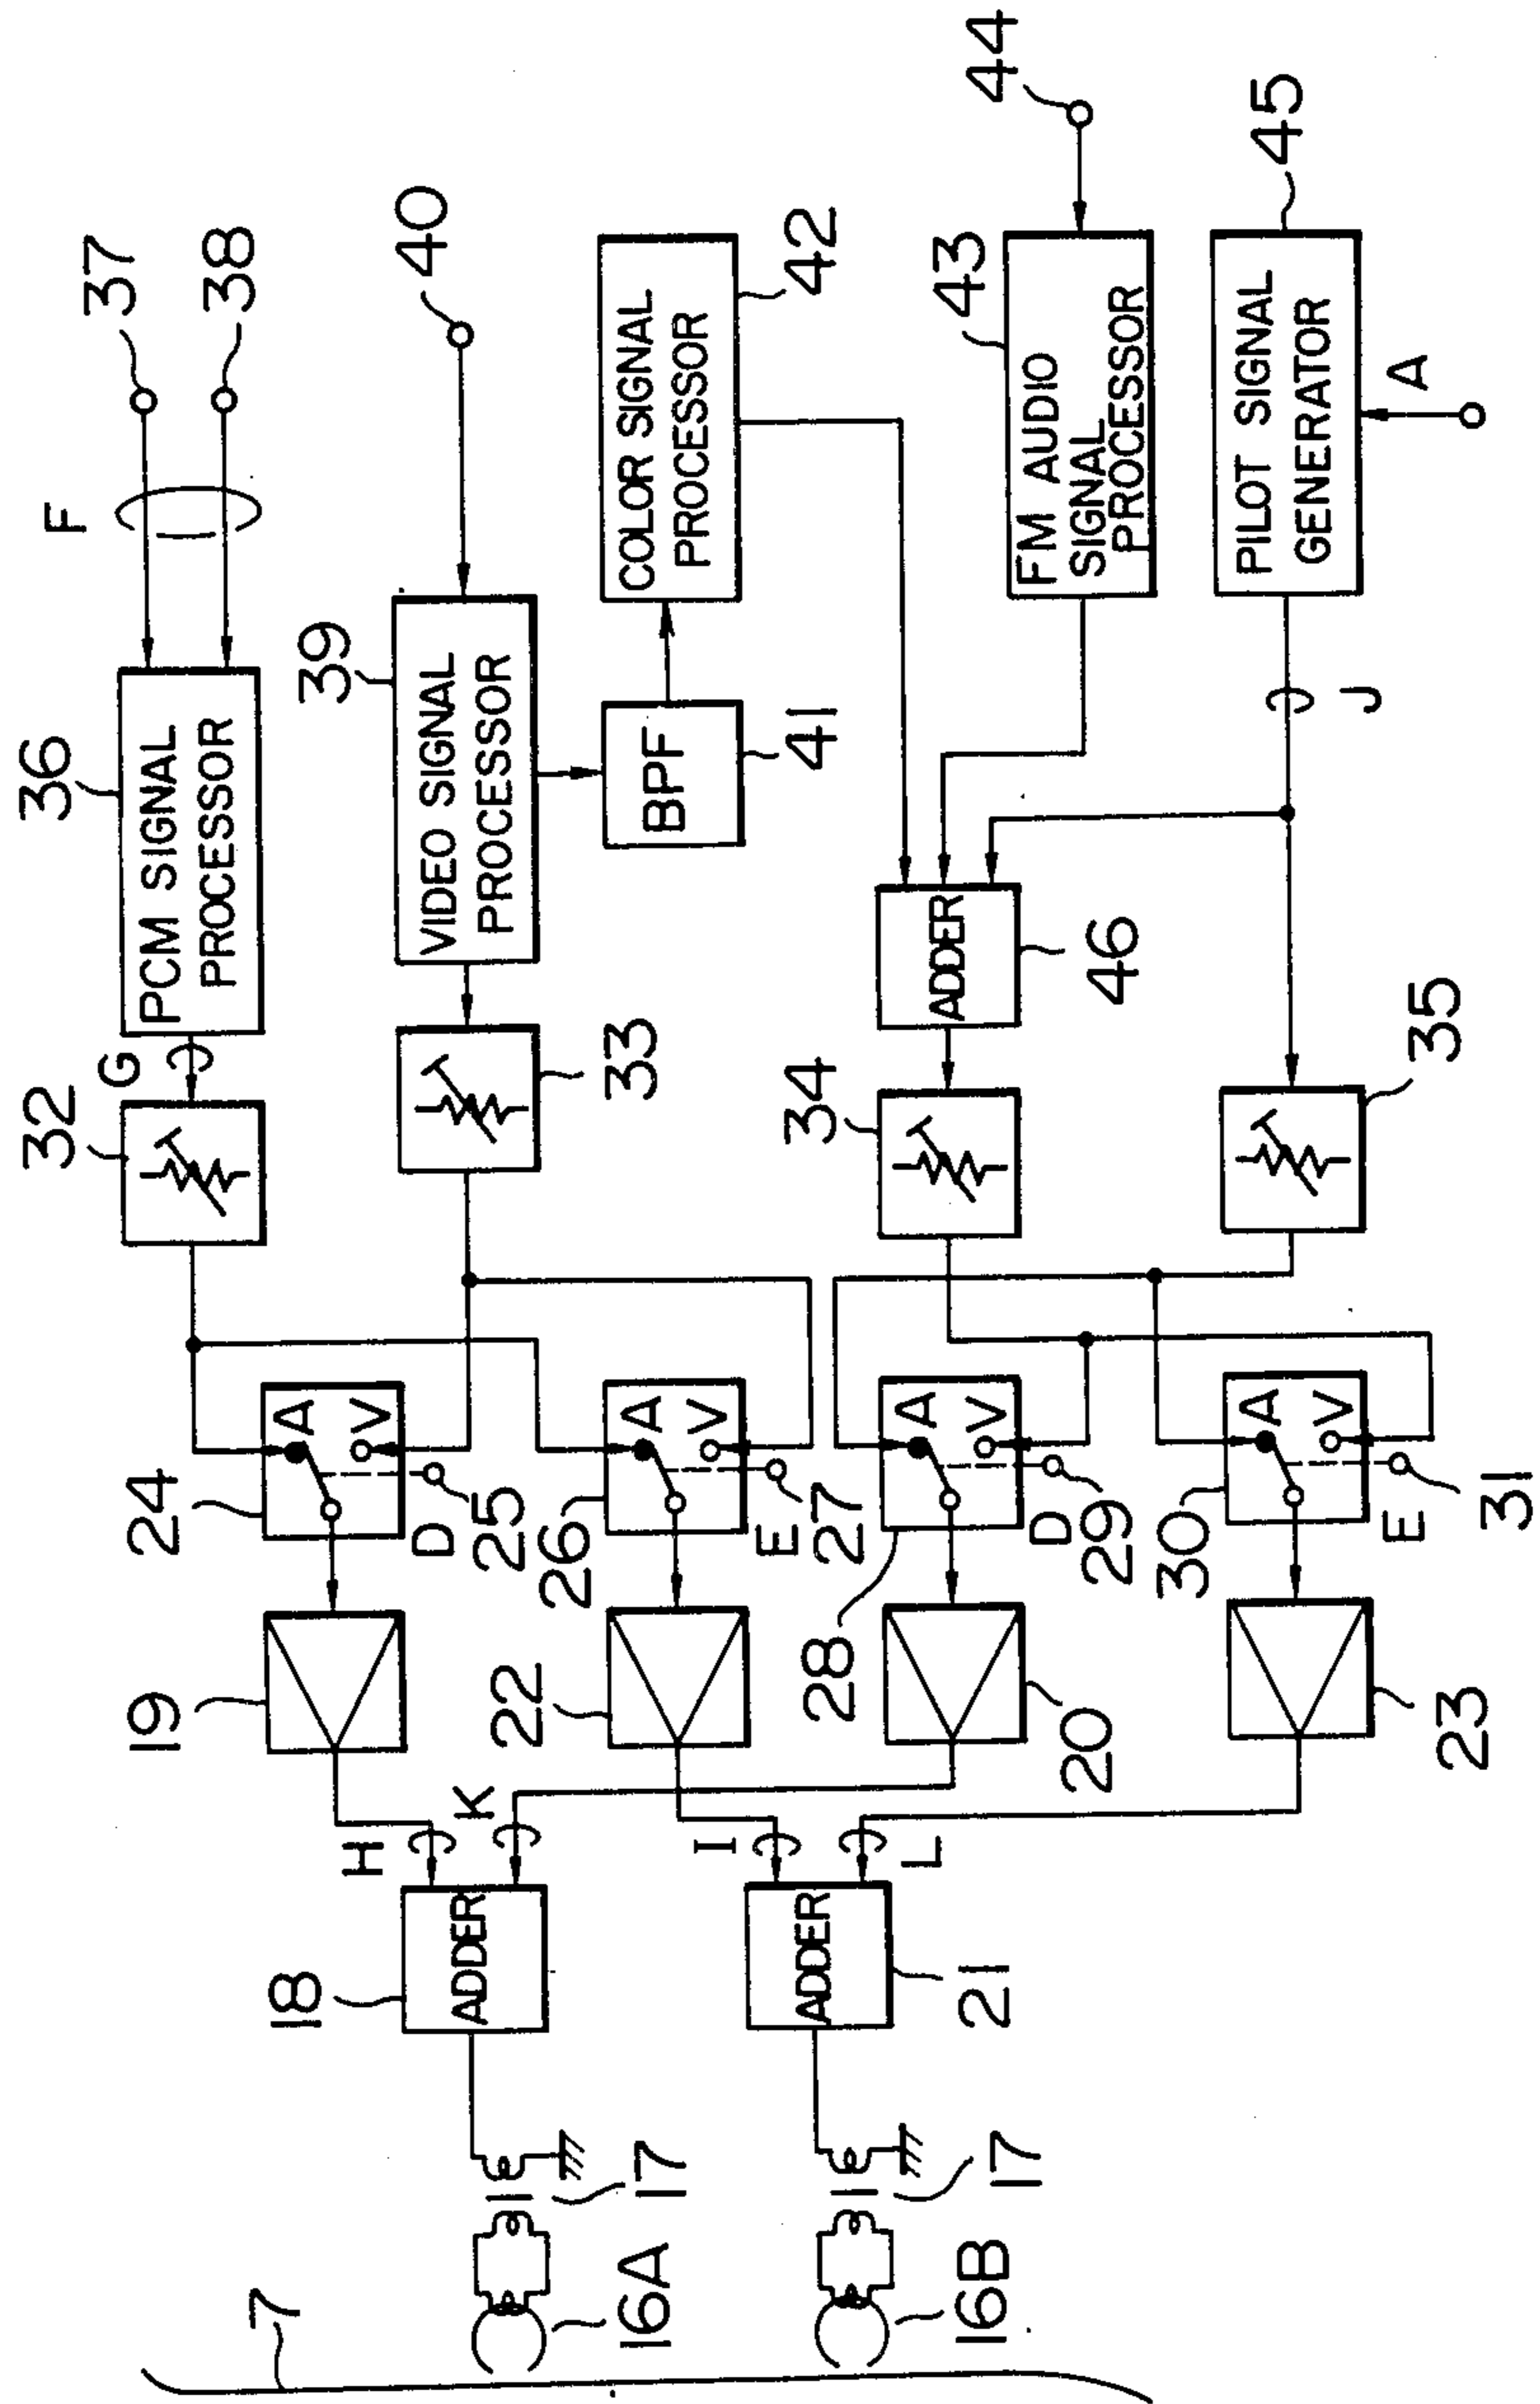 F
37
38
36
PCM SIGNAL
PROCESSOR
G
32
40
39
VIDEO SIGNAL
PROCESSOR
33
BPF
41
COLOR SIGNAL
PROCESSOR
42
44
43
FM AUDIO
SIGNAL
PROCESSOR
45
PILOT SIGNAL
GENERATOR
A
J
ADDER
46
34
35
24
A
V
D
25
26
A
V
E
27
28
A
V
D
29
30
A
V
E
31
19
22
20
23
H
K
I
L
18
ADDER
ADDER
21
17
17
16A
16B
7